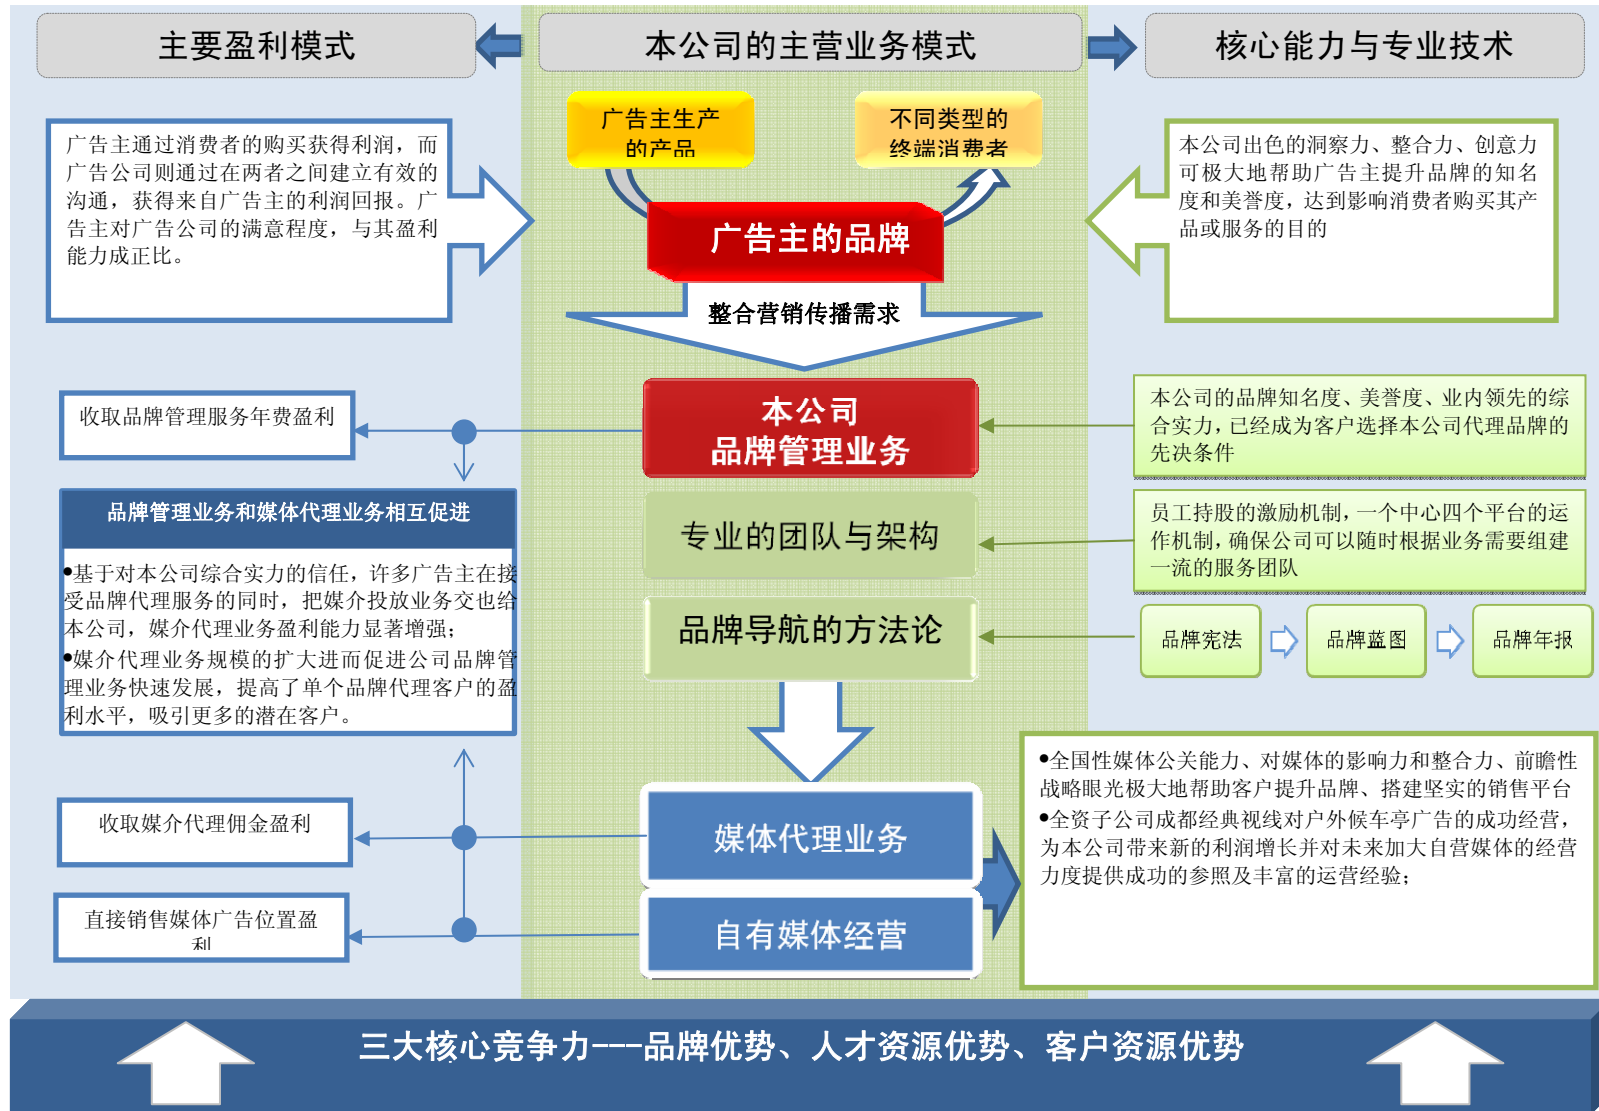 主要盈利模式
本公司的主营业务模式
核心能力与专业技术
广告主生产
的产品
不同类型的
终端消费者
广告主通过消费者的购买获得利润，而
广告公司则通过在两者之间建立有效的
沟通，获得来自广告主的利润回报。广
告主对广告公司的满意程度，与其盈利
能力成正比。
广告主的品牌
整合营销传播需求
本公司出色的洞察力、整合力、创意力
可极大地帮助广告主提升品牌的知名
度和美誉度，达到影响消费者购买其产
品或服务的目的
收取品牌管理服务年费盈利
本公司
品牌管理业务
本公司的品牌知名度、美誉度、业内领先的综
合实力,已经成为客户选择本公司代理品牌的
先决条件
品牌管理业务和媒体代理业务相互促进
●基于对本公司综合实力的信任，许多广告主在接
受品牌代理服务的同时，把媒介投放业务交也给
本公司，媒介代理业务盈利能力显著增强；
●媒介代理业务规模的扩大进而促进公司品牌管
理业务快速发展，提高了单个品牌代理客户的盈
利水平，吸引更多的潜在客户。
专业的团队与架构
员工持股的激励机制,一个中心四个平台的运
作机制,确保公司可以随时根据业务需要组建
一流的服务团队
品牌导航的方法论
品牌宪法
品牌蓝图
品牌年报
收取媒介代理佣金盈利
媒体代理业务
●全国性媒体公关能力、对媒体的影响力和整合力、前瞻性
战略眼光极大地帮助客户提升品牌、搭建坚实的销售平台
●全资子公司成都经典视线对户外候车亭广告的成功经营，
为本公司带来新的利润增长并对未来加大自营媒体的经营
力度提供成功的参照及丰富的运营经验；
直接销售媒体广告位置盈
利
自有媒体经营
三大核心竞争力---品牌优势、人才资源优势、客户资源优势